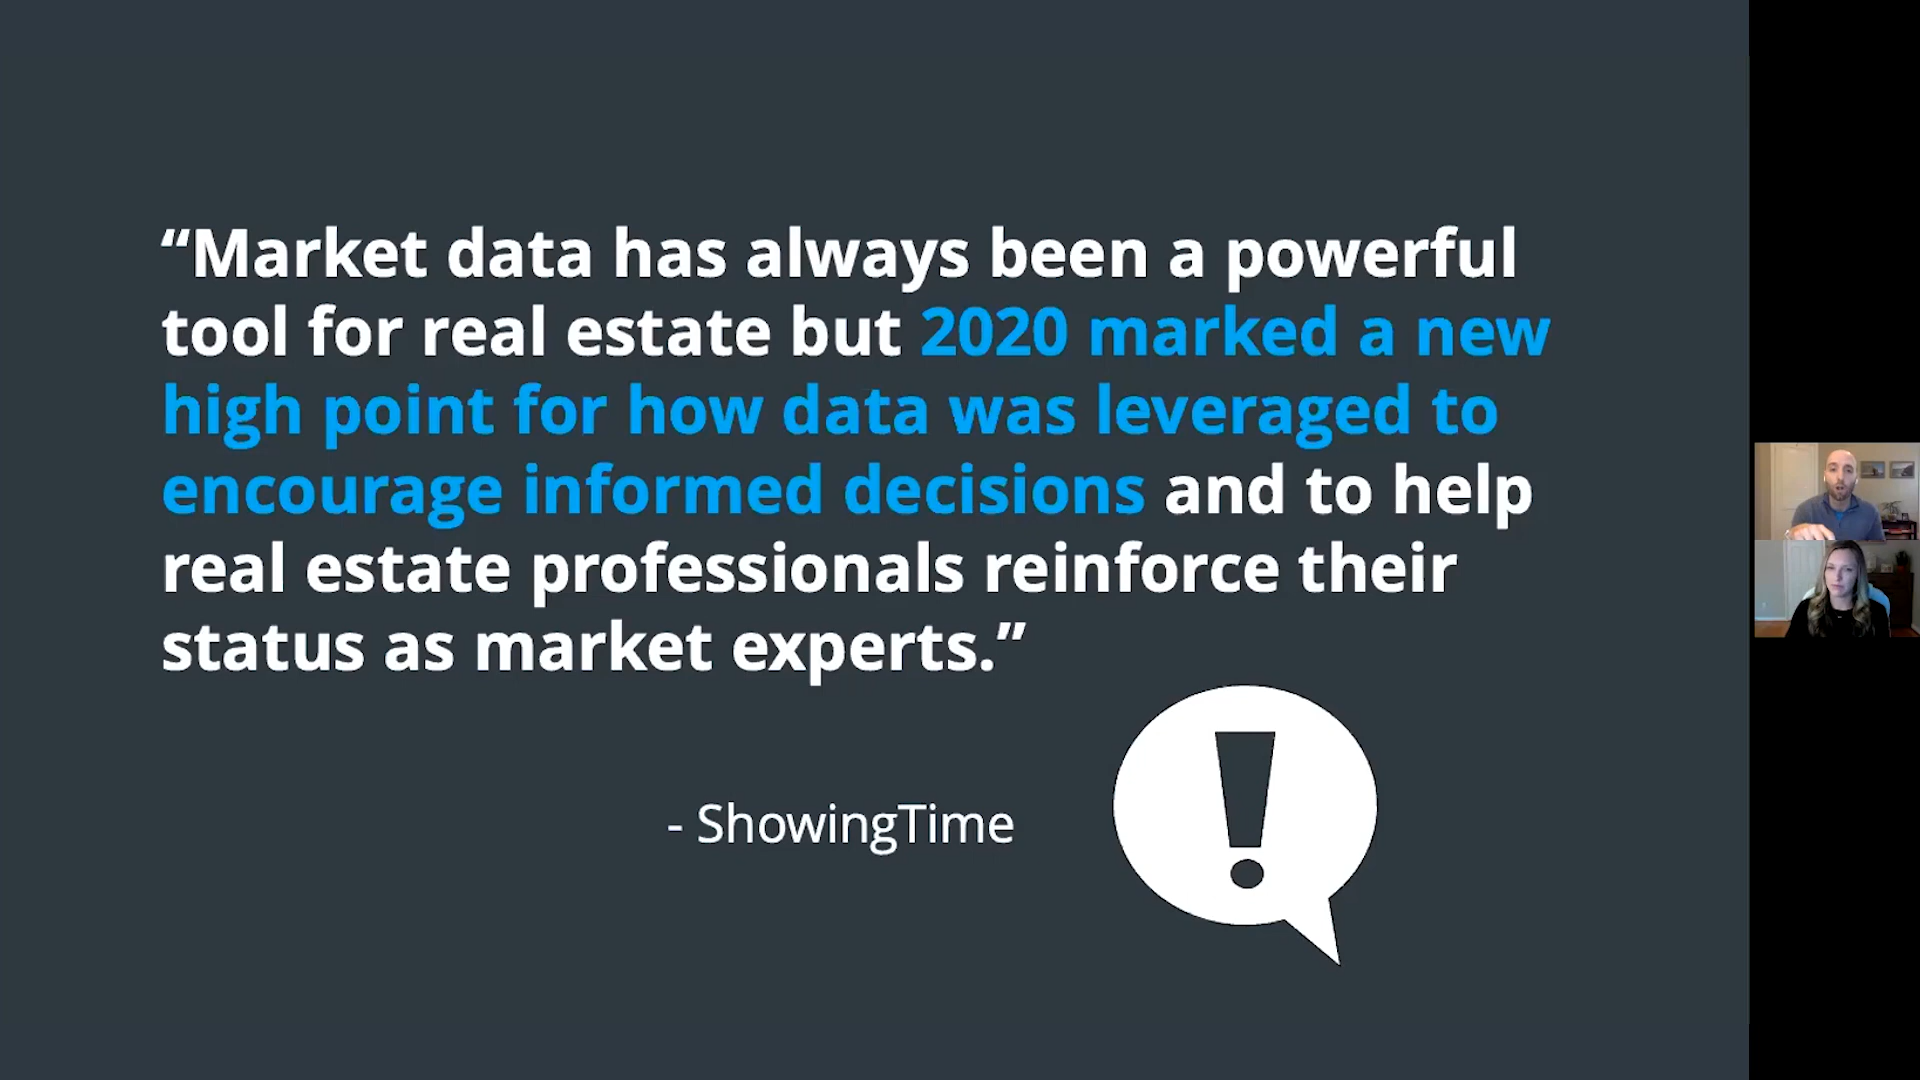 “Market data has always been a powerful
tool for real estate but 2020 marked a new
high point for how data was leveraged to
encourage informed decisions and to help
real estate professionals reinforce their
status as market experts.”
- ShowingTime
!